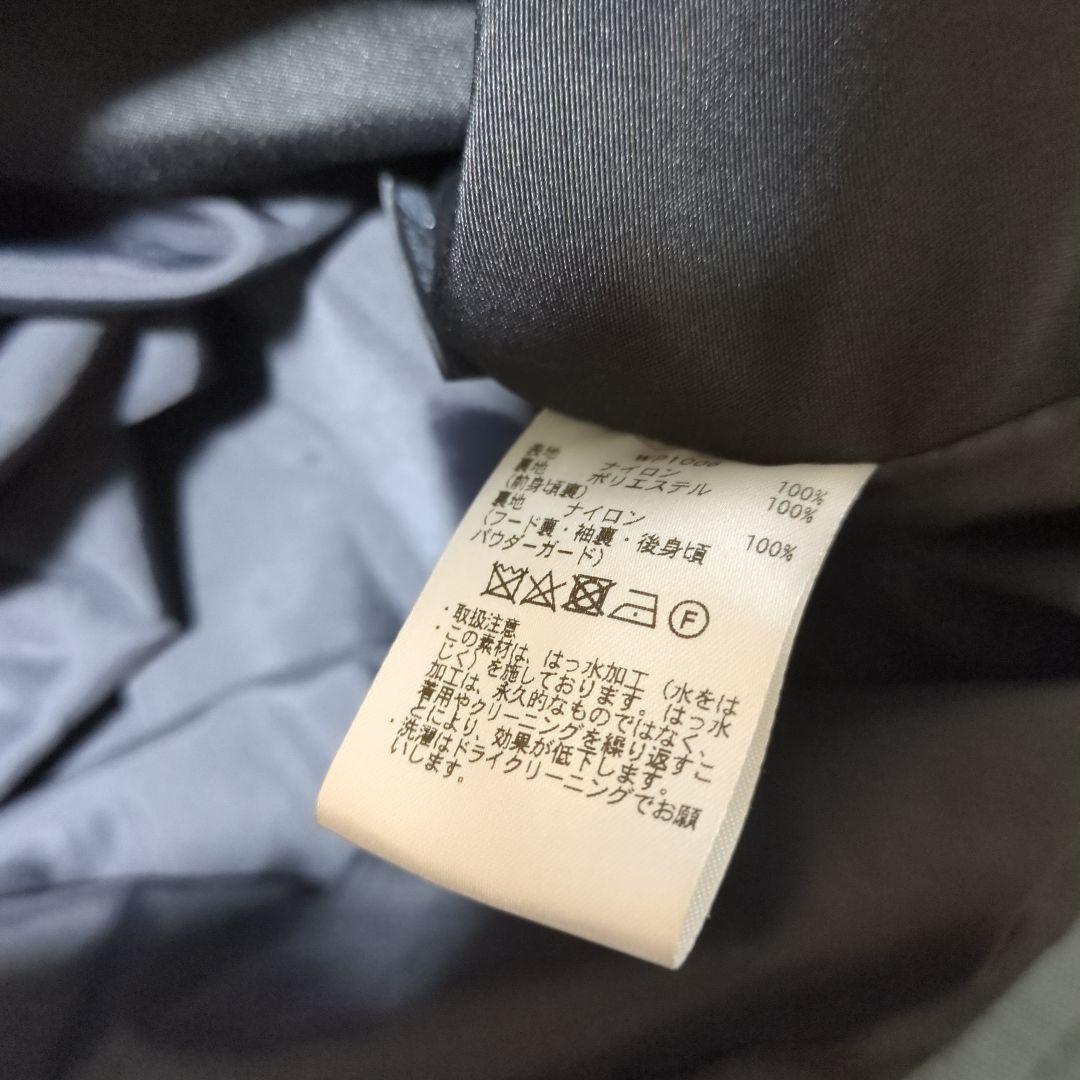 表地 ナイロン 100%
裏地 ポリエステル 100%
(前身頃裏)
裏地 ナイロン 100%
(フード裏・袖裏・後身頃
パウダーガード)
F
・取扱注意
・この素材は、はっ水加工(水をは
じく)を施しております。はっ水
加工は、永久的なものではなく、
着用やクリーニングを繰り返すこ
とにより、効果が低下します。
・洗濯はドライクリーニングでお願
いします。